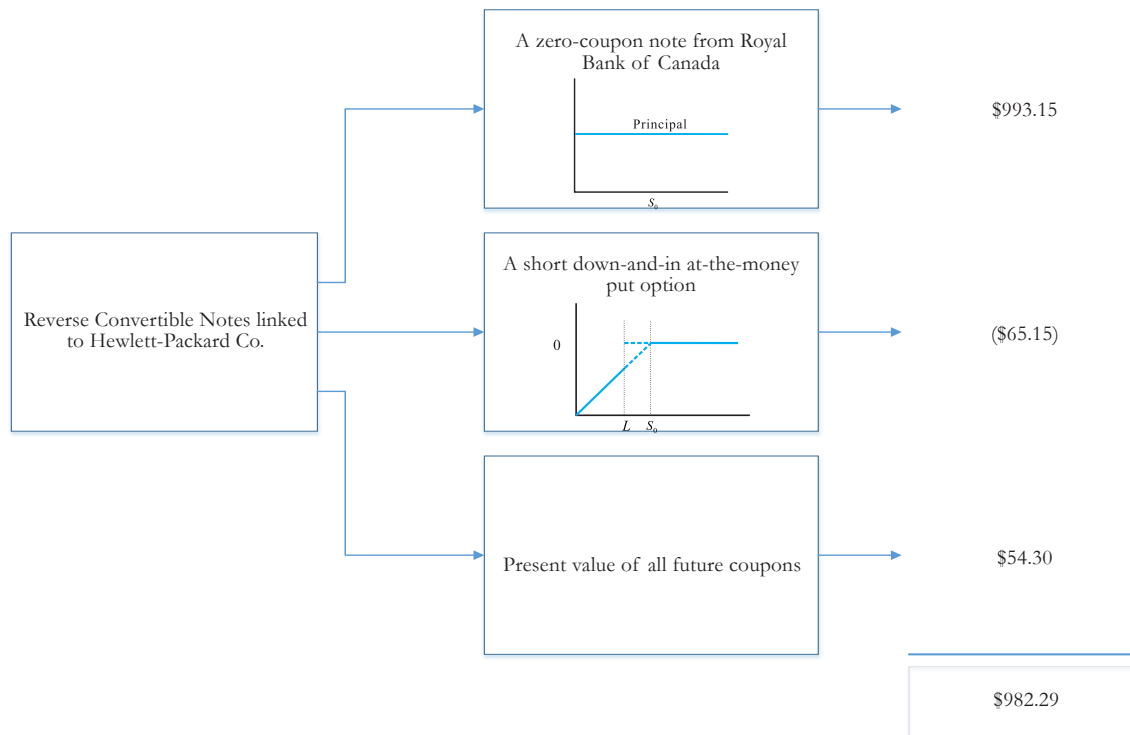 A zero-coupon note from Royal
Bank of Canada
Principal
S₀
$993.15
Reverse Convertible Notes linked
to Hewlett-Packard Co.
A short down-and-in at-the-money
put option
0
L S₀
($65.15)
Present value of all future coupons
$54.30
$982.29